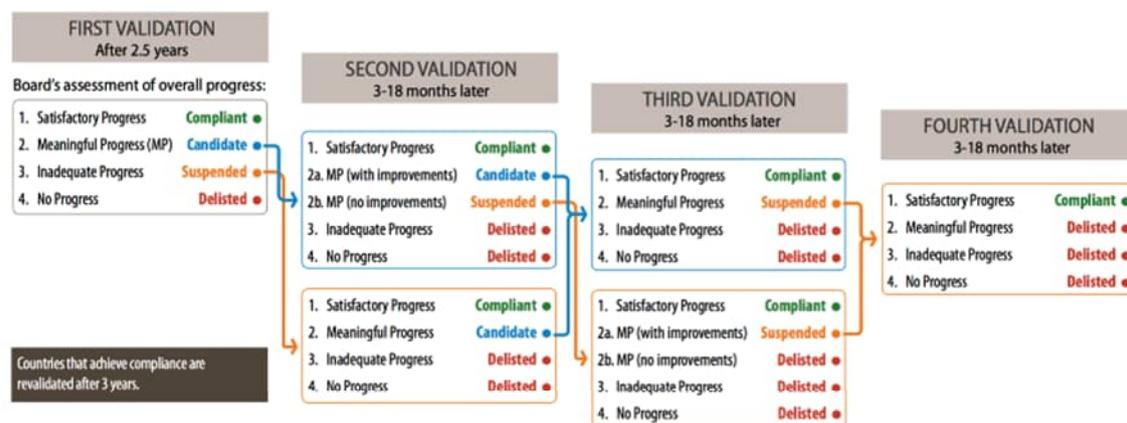 FIRST VALIDATION
After 2.5 years
Board's assessment of overall progress:
1. Satisfactory Progress Compliant
2. Meaningful Progress (MP) Candidate
3. Inadequate Progress Suspended
4. No Progress Delisted
Countries that achieve compliance are
revalidated after 3 years.
SECOND VALIDATION
3-18 months later
1. Satisfactory Progress Compliant
2a. MP (with improvements) Candidate
2b. MP (no improvements) Suspended
3. Inadequate Progress Delisted
4. No Progress Delisted
1. Satisfactory Progress Compliant
2. Meaningful Progress Candidate
3. Inadequate Progress Delisted
4. No Progress Delisted
THIRD VALIDATION
3-18 months later
1. Satisfactory Progress Compliant
2. Meaningful Progress Suspended
3. Inadequate Progress Delisted
4. No Progress Delisted
1. Satisfactory Progress Compliant
2a. MP (with improvements) Suspended
2b. MP (no improvements) Delisted
3. Inadequate Progress Delisted
4. No Progress Delisted
FOURTH VALIDATION
3-18 months later
1. Satisfactory Progress Compliant
2. Meaningful Progress Delisted
3. Inadequate Progress Delisted
4. No Progress Delisted